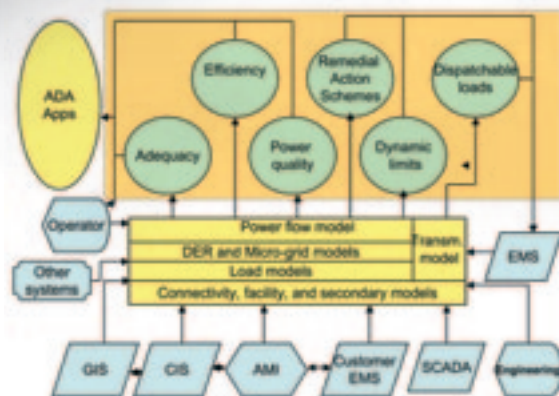 ADA
Apps
Efficiency
Remedial
Action
Schemes
Dispatchable
loads
Adequacy
Power
quality
Dynamic
limits
Operator
Power flow model
DER and Micro-grid models
Load models
Connectivity, facility, and secondary models
Transm.
model
Other
systems
EMS
GIS
CIS
AMI
Customer
EMS
SCADA
Engineering